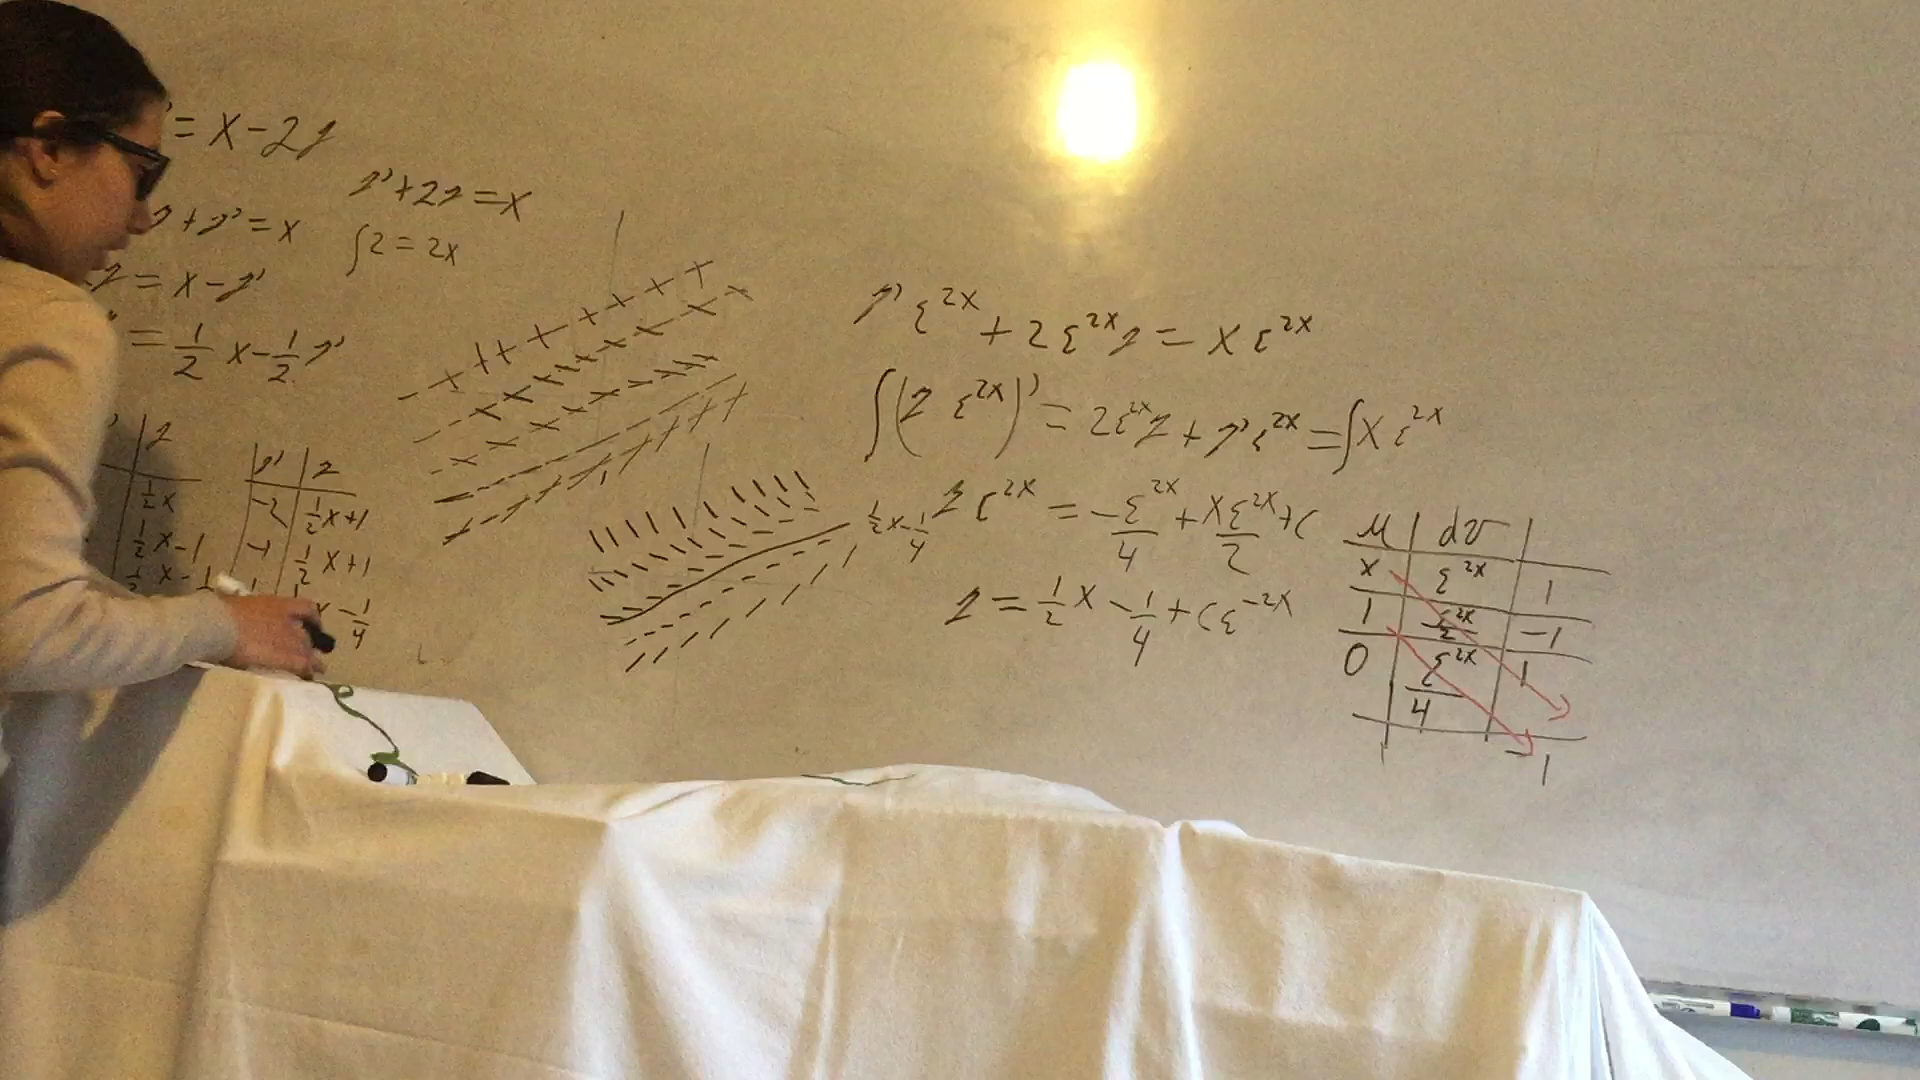 ' = x - 2y
y' + 2y = x
y + y' = x
∫2 = 2x
y = x - y'
= 1/2 x - 1/2 y'
y
1/2 x
1/2 x - 1
y' y
-2 1/2 x + 1
-1 1/2 x + 1
x - 1/4
1/2 x - 1/4
y' e^2x + 2 e^2x y = x e^2x
∫(y e^2x)' = 2e^2x y + y' e^2x = ∫x e^2x
y e^2x = -e^2x/4 + xe^2x/2 + C
y = 1/2 x - 1/4 + Ce^-2x
u dv
x e^2x 1
1 e^2x/2 -1
0 e^2x/4 1
-1